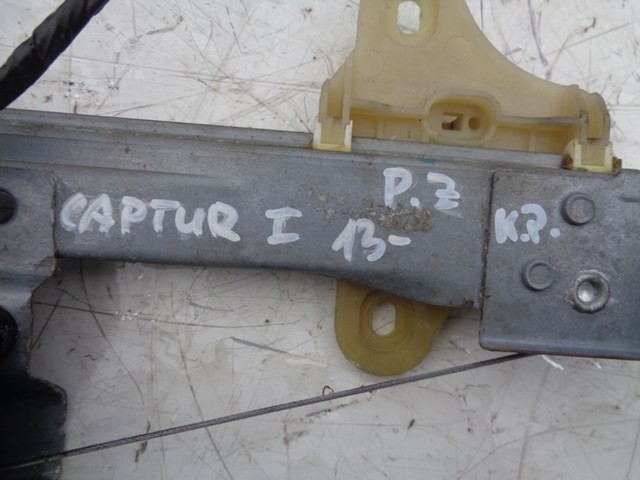 CAPTUR I
P.Z
13-
K.P.